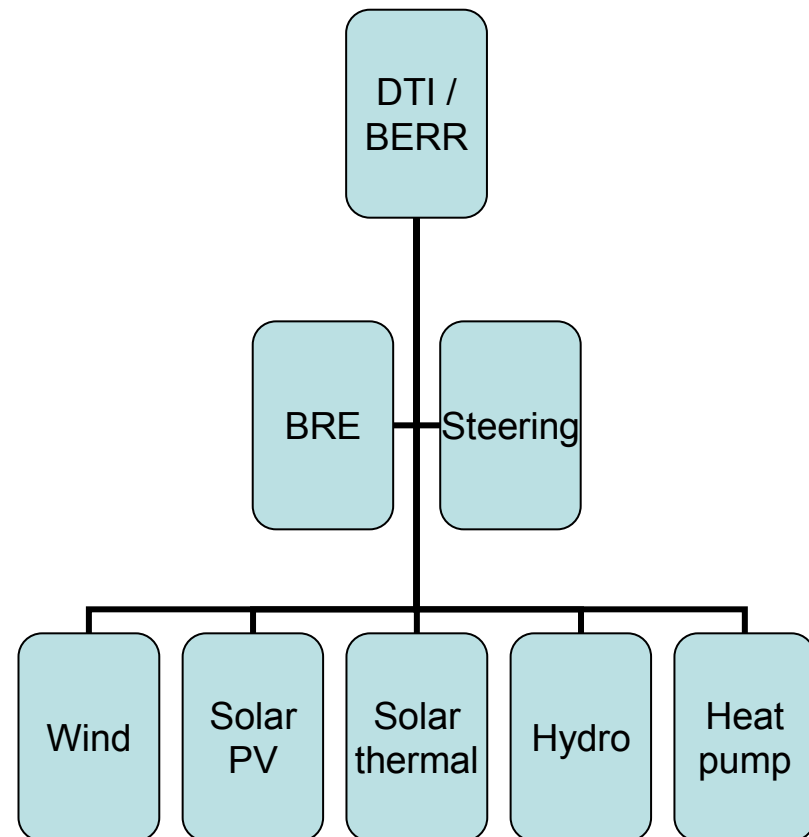 DTI /
BERR
BRE
Steering
Wind
Solar
PV
Solar
thermal
Hydro
Heat
pump